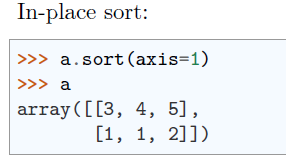 In-place sort:
>>> a.sort(axis=1)
>>> a
array([[3, 4, 5],
       [1, 1, 2]])